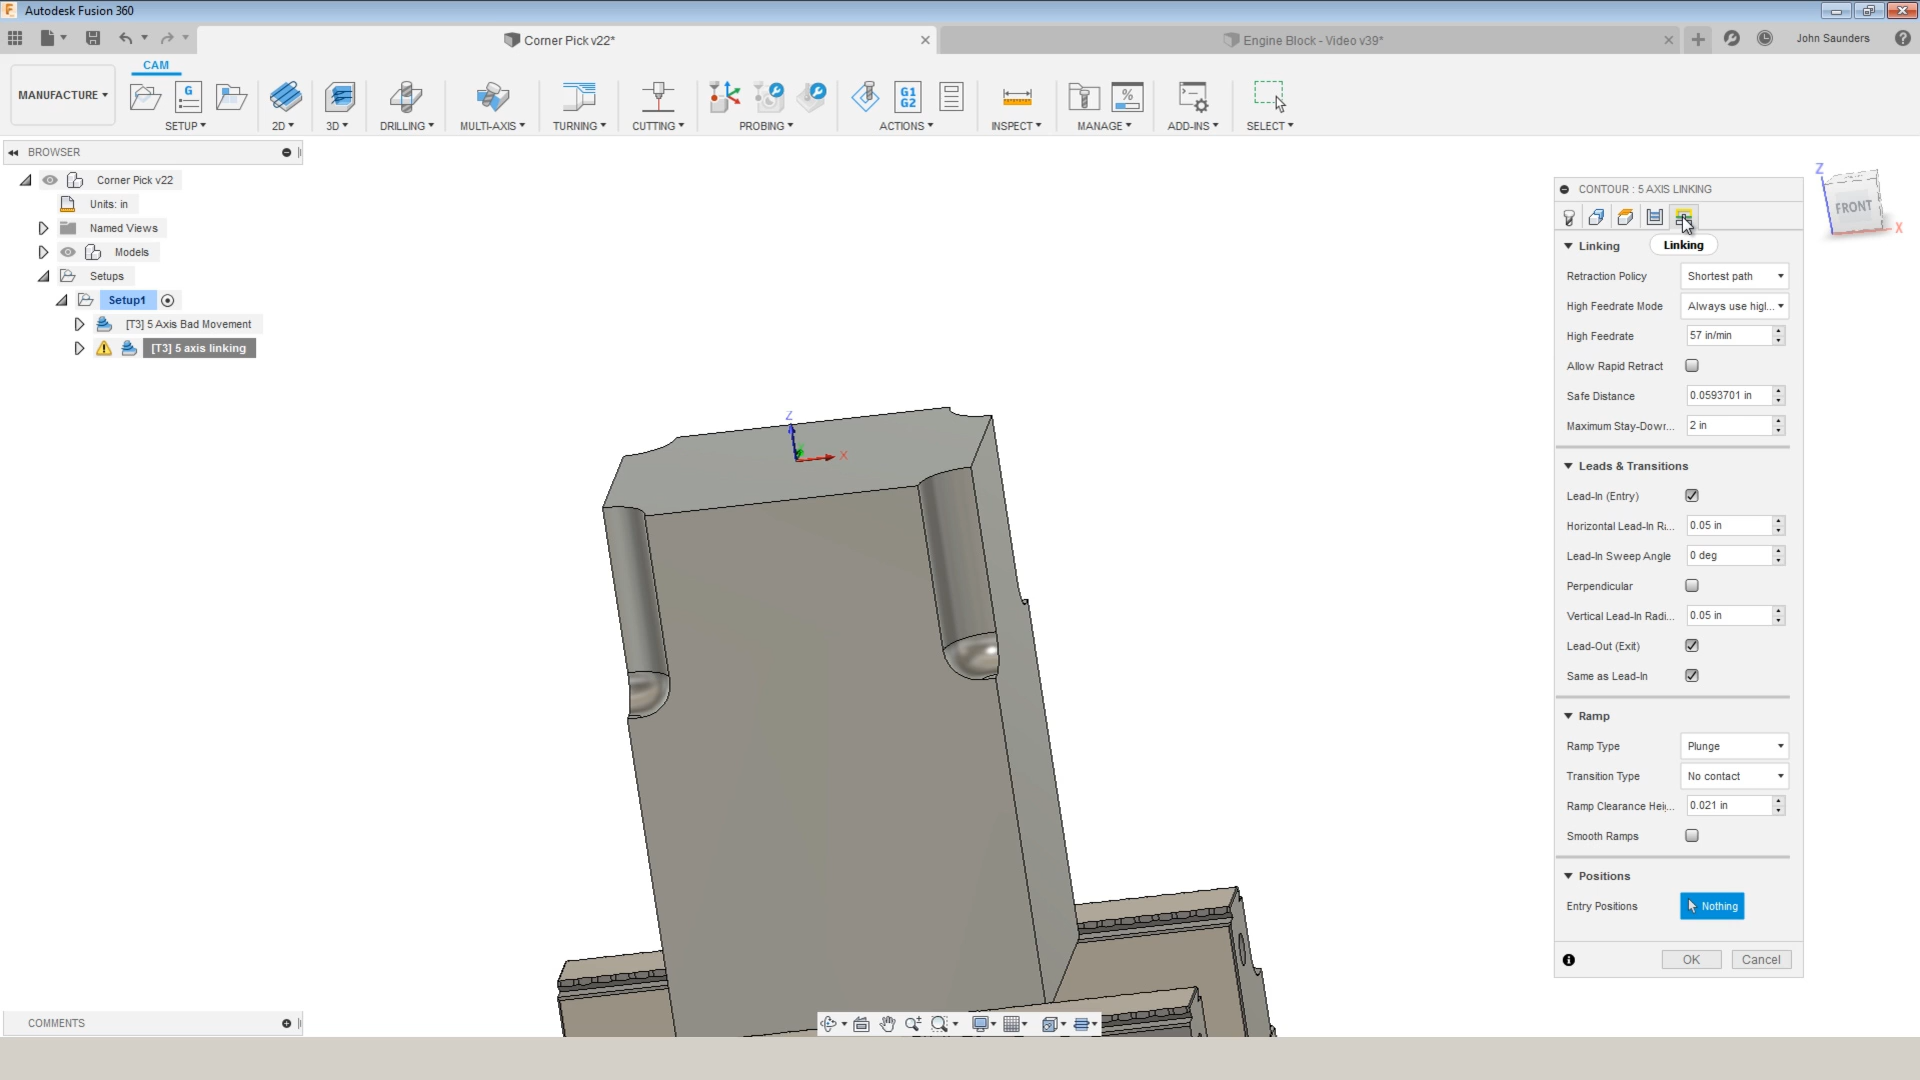 Autodesk Fusion 360
Corner Pick v22*
Engine Block - Video v39*
John Saunders
MANUFACTURE
CAM
G
G1
G2
%
SETUP
2D
3D
DRILLING
MULTI-AXIS
TURNING
CUTTING
PROBING
ACTIONS
INSPECT
MANAGE
ADD-INS
SELECT
BROWSER
Corner Pick v22
Units: in
Named Views
Models
Setups
Setup1
[T3] 5 Axis Bad Movement
[T3] 5 axis linking
Z
X
Z
FRONT
X
CONTOUR : 5 AXIS LINKING
Linking
Linking
Retraction Policy Shortest path
High Feedrate Mode Always use higl...
High Feedrate 57 in/min
Allow Rapid Retract
Safe Distance 0.0593701 in
Maximum Stay-Down... 2 in
Leads & Transitions
Lead-In (Entry)
Horizontal Lead-In Ra... 0.05 in
Lead-In Sweep Angle 0 deg
Perpendicular
Vertical Lead-In Radi... 0.05 in
Lead-Out (Exit)
Same as Lead-In
Ramp
Ramp Type Plunge
Transition Type No contact
Ramp Clearance Hei... 0.021 in
Smooth Ramps
Positions
Entry Positions Nothing
OK Cancel
COMMENTS